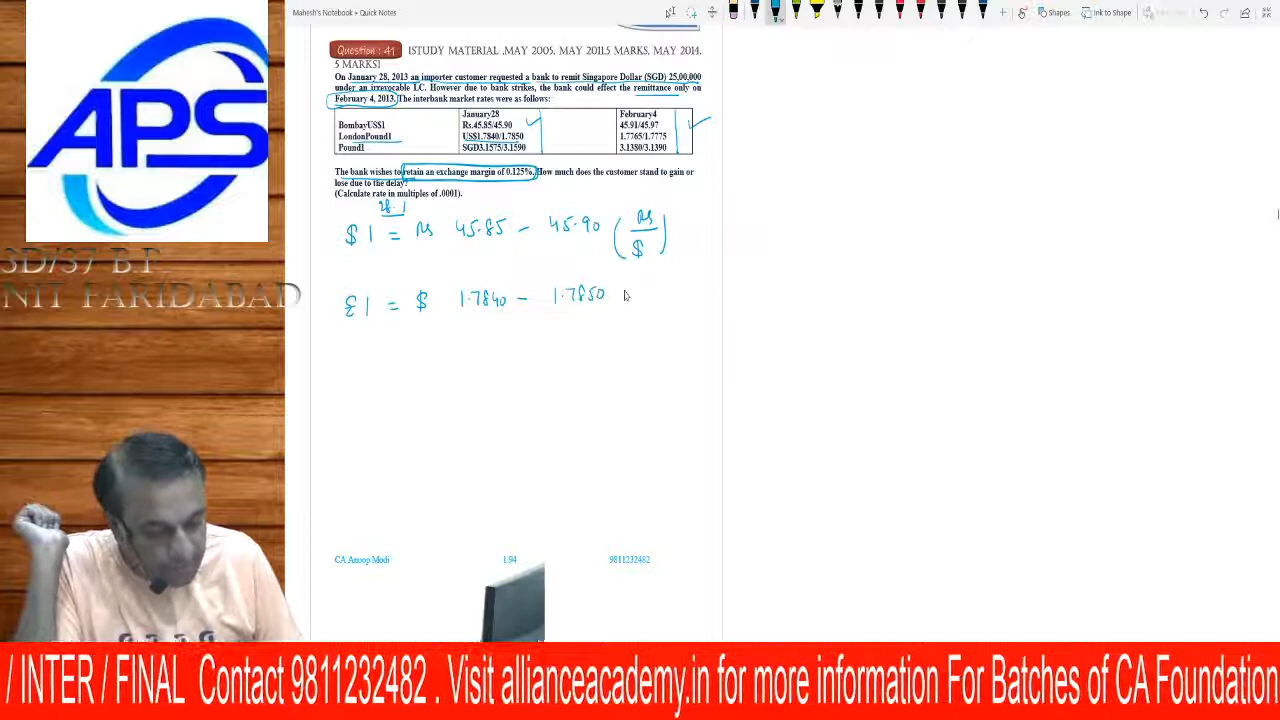 Mahesh's Notebook » Quick Notes
Shapes
Ink to Shape
APS
3D/37 B.P.
NIT FARIDABAD
Question : 41 [STUDY MATERIAL ,MAY 2005, MAY 2011,5 MARKS, MAY 2014,
5 MARKS]
On January 28, 2013 an importer customer requested a bank to remit Singapore Dollar (SGD) 25,00,000
under an irrevocable LC. However due to bank strikes, the bank could effect the remittance only on
February 4, 2013. The interbank market rates were as follows:
January28 February4
BombayUS$1 Rs.45.85/45.90 45.91/45.97
LondonPound1 US$1.7840/1.7850 1.7765/1.7775
Pound1 SGD3.1575/3.1590 3.1380/3.1390
The bank wishes to retain an exchange margin of 0.125%. How much does the customer stand to gain or
lose due to the delay?
(Calculate rate in multiples of .0001).
28.1
$ 1 = Rs 45.85 – 45.90 (Rs/$)
£1 = $ 1.7840 – 1.7850
CA Anoop Modi 1.94 9811232482
/ INTER / FINAL Contact 9811232482 . Visit allianceacademy.in for more information For Batches of CA Foundation